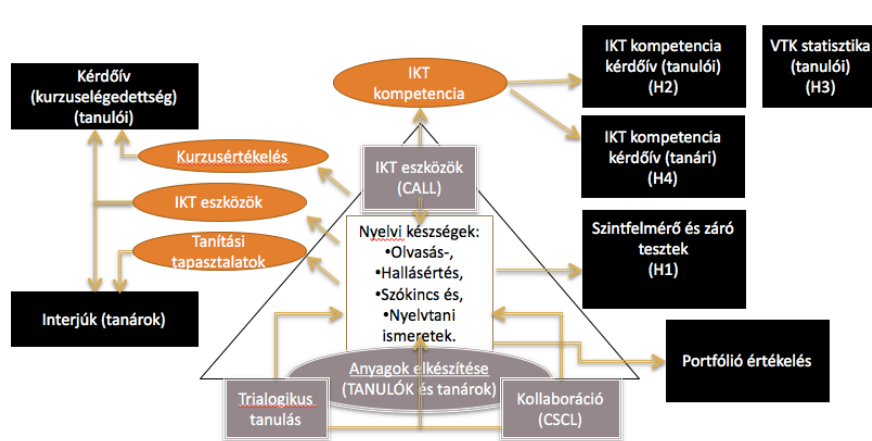 Kérdőív
(kurzuselégedettség)
(tanulói)
IKT
kompetencia
IKT kompetencia
kérdőív (tanulói)
(H2)
VTK statisztika
(tanulói)
(H3)
Kurzusértékelés
IKT eszközök
(CALL)
IKT kompetencia
kérdőív (tanári)
(H4)
IKT eszközök
Tanítási
tapasztalatok
Nyelvi készségek:
•Olvasás-,
•Hallásértés,
•Szókincs és,
•Nyelvtani
ismeretek.
Szintfelmérő és záró
tesztek
(H1)
Interjúk (tanárok)
Portfólió értékelés
Anyagok elkészítése
(TANULÓK és tanárok)
Trialogikus
tanulás
Kollaboráció
(CSCL)